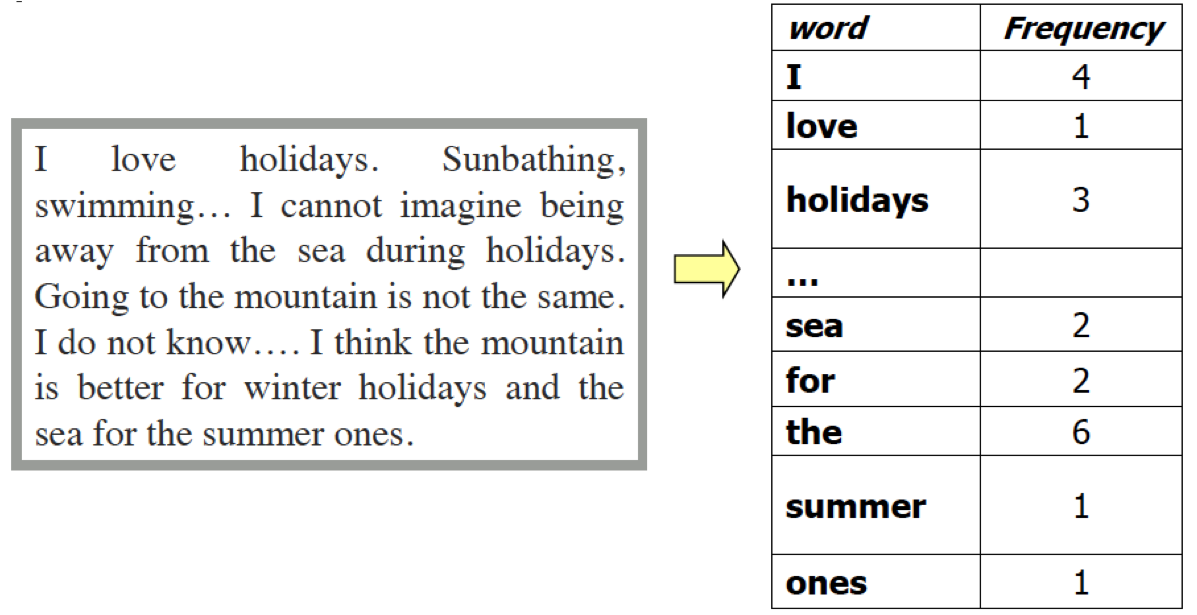 I love holidays. Sunbathing,
swimming… I cannot imagine being
away from the sea during holidays.
Going to the mountain is not the same.
I do not know…. I think the mountain
is better for winter holidays and the
sea for the summer ones.
word Frequency
I 4
love 1
holidays 3
...
sea 2
for 2
the 6
summer 1
ones 1